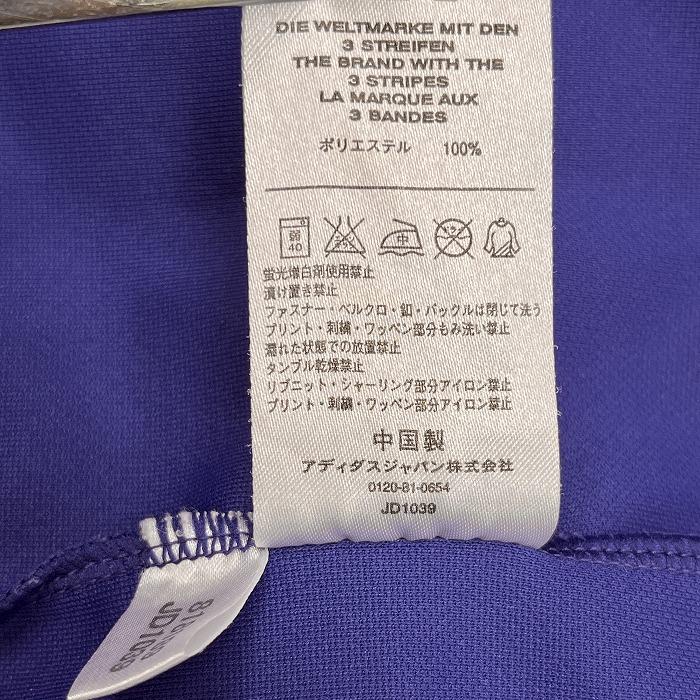 DIE WELTMARKE MIT DEN
3 STREIFEN
THE BRAND WITH THE
3 STRIPES
LA MARQUE AUX
3 BANDES
ポリエステル 100%
弱
40
中
蛍光増白剤使用禁止
漬け置き禁止
ファスナー・ベルクロ・釦・バックルは閉じて洗う
プリント・刺繍・ワッペン部分もみ洗い禁止
濡れた状態での放置禁止
タンブル乾燥禁止
リブニット・シャーリング部分アイロン禁止
プリント・刺繍・ワッペン部分アイロン禁止
中国製
アディダスジャパン株式会社
0120-81-0654
JD1039
JD1039